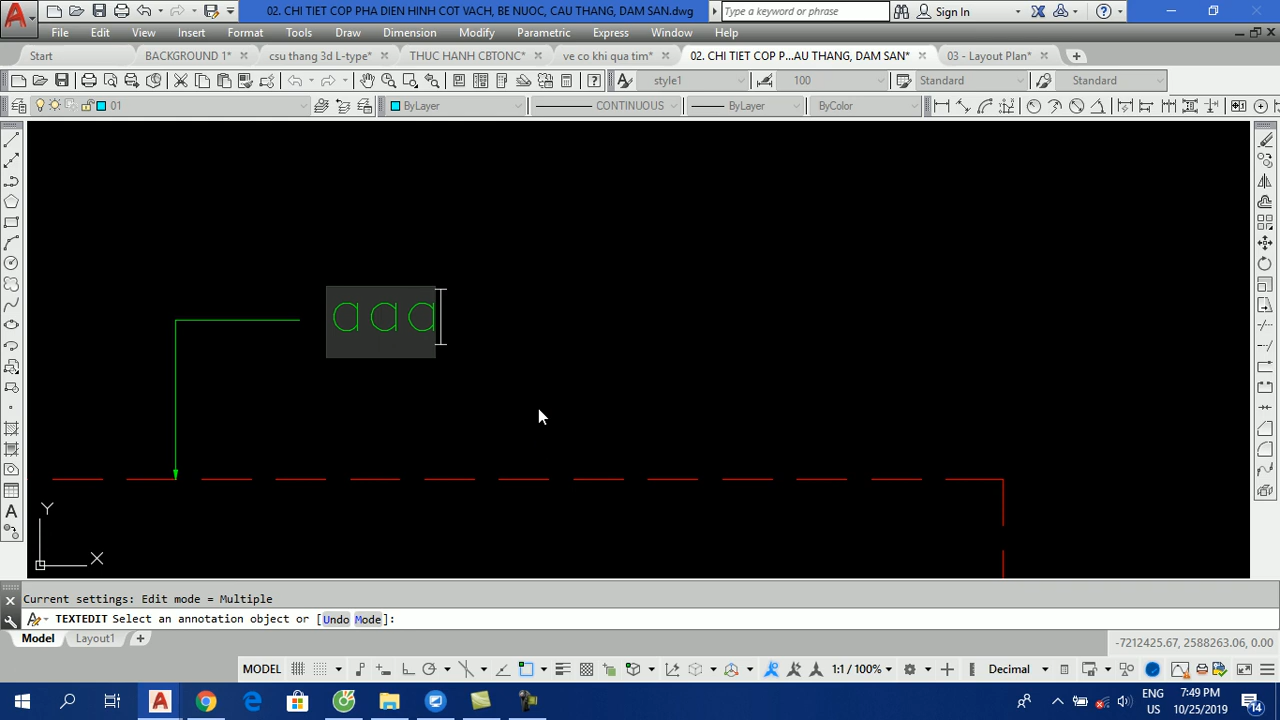 02. CHI TIET COP PHA DIEN HINH COT VACH, BE NUOC, CAU THANG, DAM SAN.dwg
Type a keyword or phrase
Sign In
File Edit View Insert Format Tools Draw Dimension Modify Parametric Express Window Help
Start BACKGROUND 1* csu thang 3d L-type* THUC HANH CBTONC* ve co khi qua tim* 02. CHI TIET COP P...AU THANG, DAM SAN* 03 - Layout Plan*
style1 100 Standard Standard
01 ByLayer CONTINUOUS ByLayer ByColor
aaa
Y
X
Current settings: Edit mode = Multiple
TEXTEDIT Select an annotation object or [Undo Mode]:
Model Layout1
-7212425.67, 2588263.06, 0.00
MODEL 1:1 / 100% Decimal
ENG 7:49 PM
US 10/25/2019
14